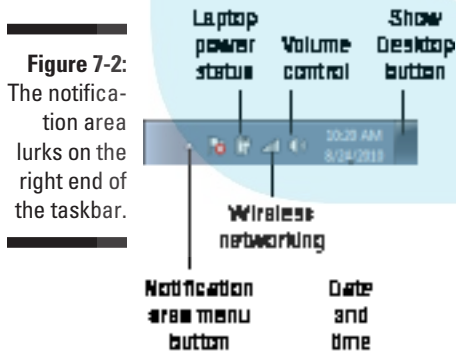 Laptop
power
status
Volume
control
Show
Desktop
button
Figure 7-2:
The notifica-
tion area
lurks on the
right end of
the taskbar.
10:20 AM
8/24/2010
Wireless
networking
Notification
area menu
button
Date
and
time